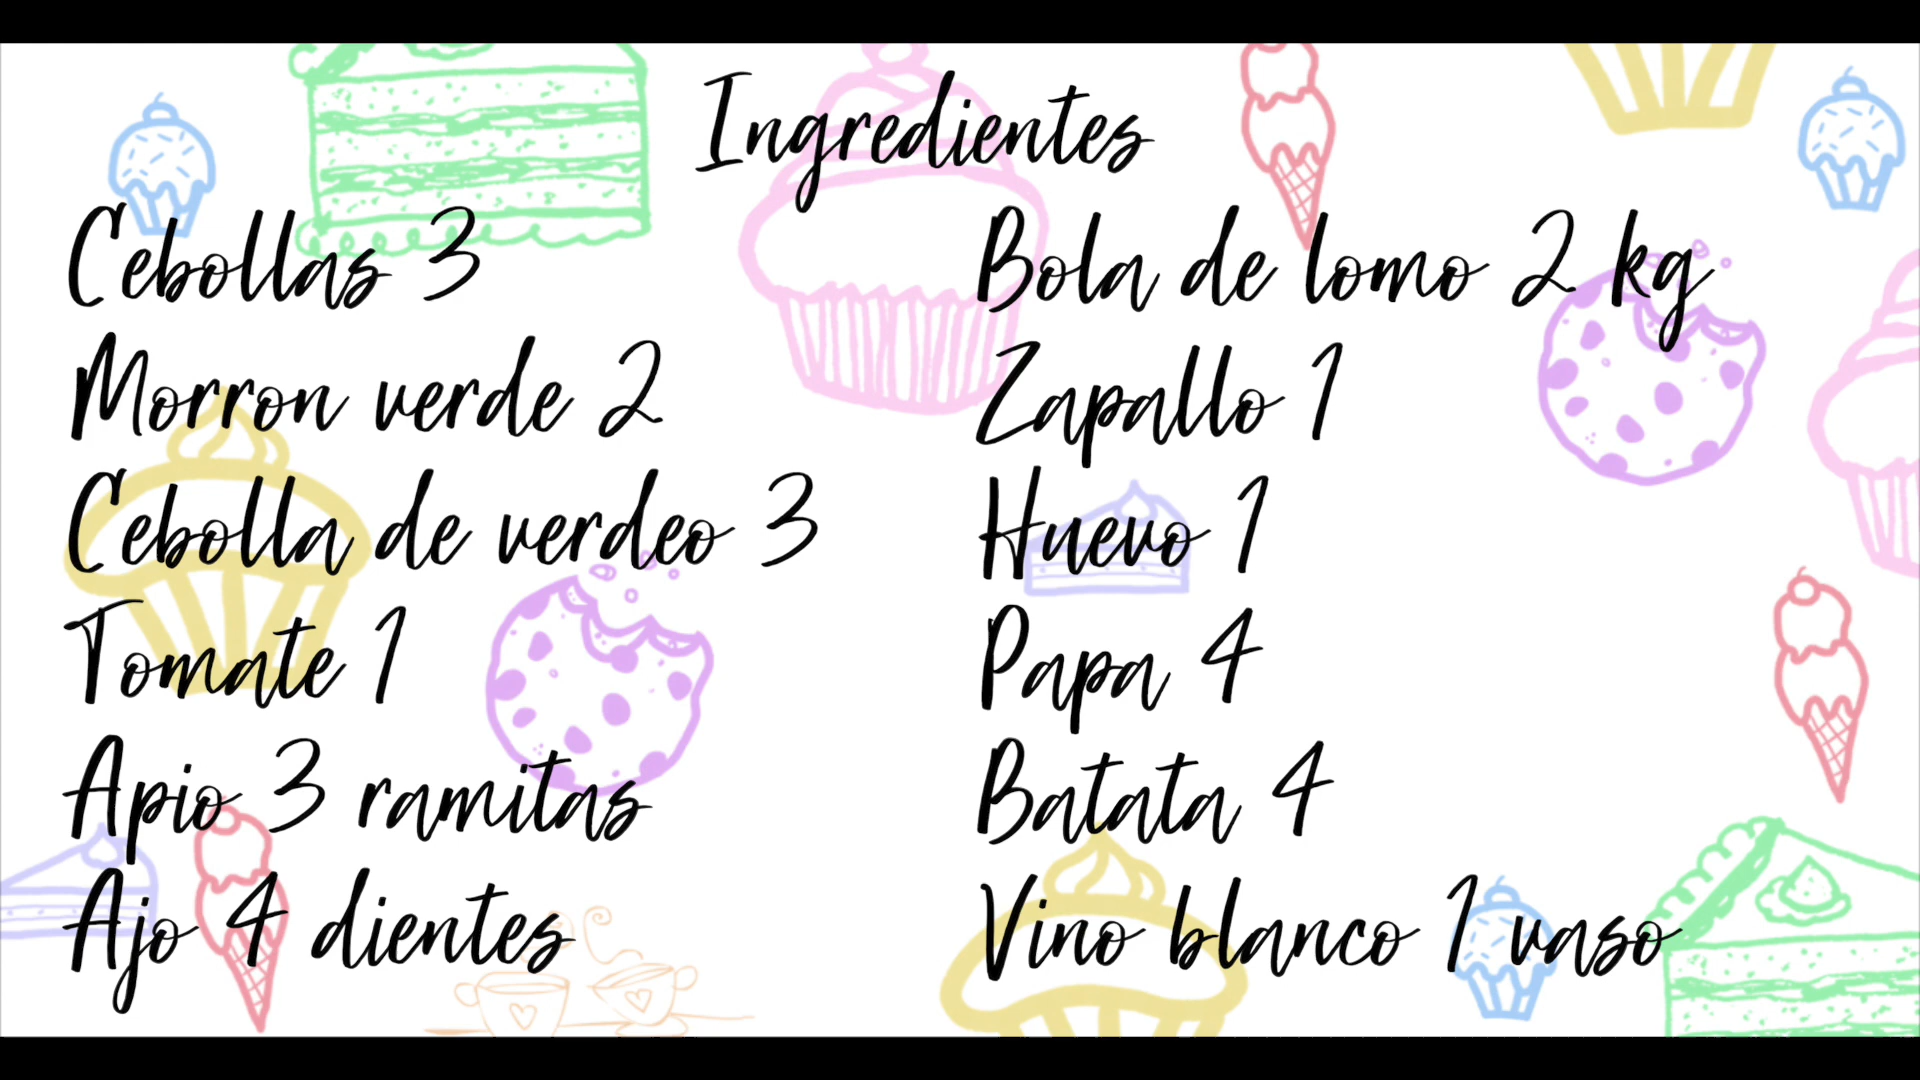 Ingredientes
Cebollas 3
Morron verde 2
Cebolla de verdeo 3
Tomate 1
Apio 3 ramitas
Ajo 4 dientes
Bola de lomo 2 kg
Zapallo 1
Huevo 1
Papa 4
Batata 4
Vino blanco 1 vaso